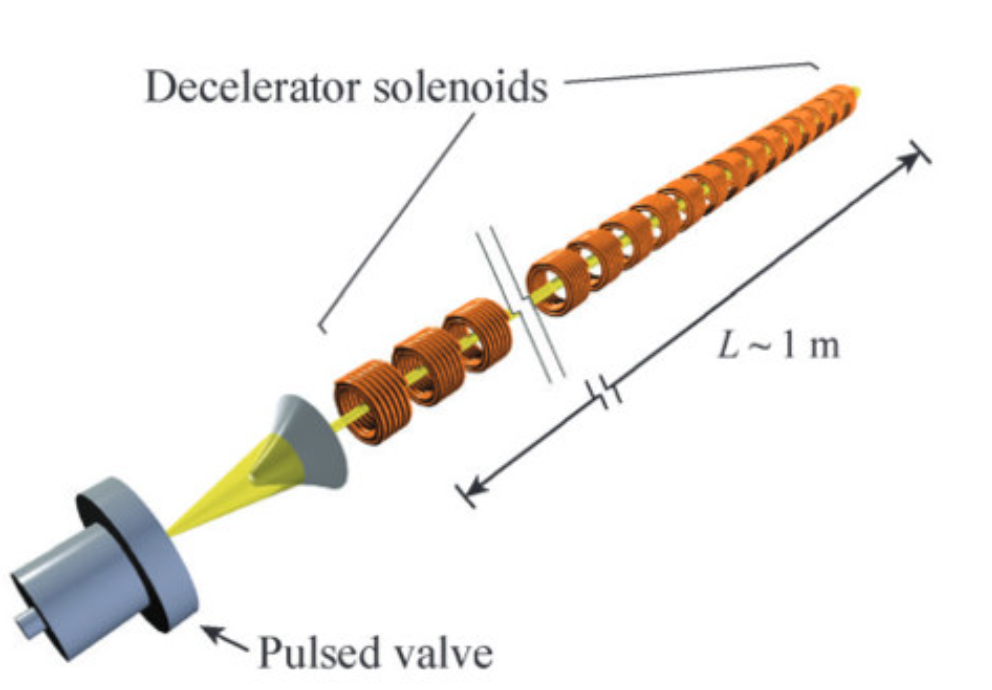 Decelerator solenoids
L ~ 1 m
Pulsed valve